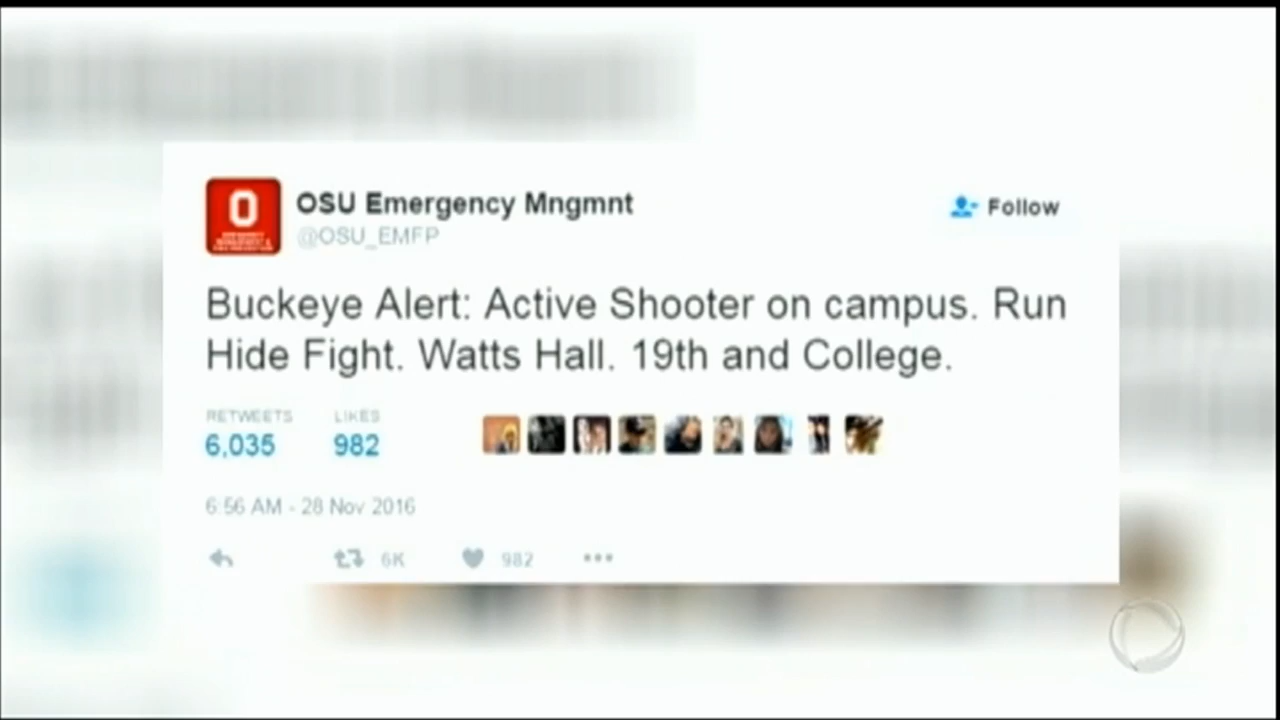 O
OSU Emergency Mngmnt
@OSU_EMFP
Follow
Buckeye Alert: Active Shooter on campus. Run
Hide Fight. Watts Hall. 19th and College.
RETWEETS LIKES
6,035 982
6:56 AM - 28 Nov 2016
6K 982